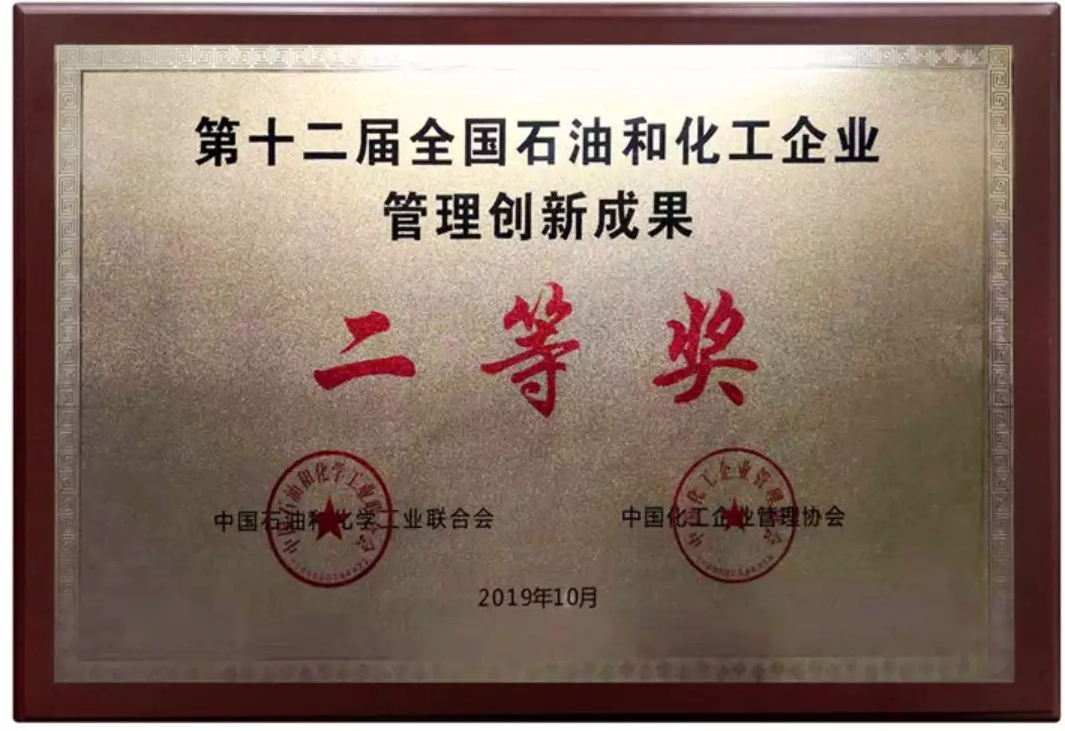 第十二届全国石油和化工企业
管理创新成果
二等奖
中国石油和化学工业联合会
中国化工企业管理协会
2019年10月